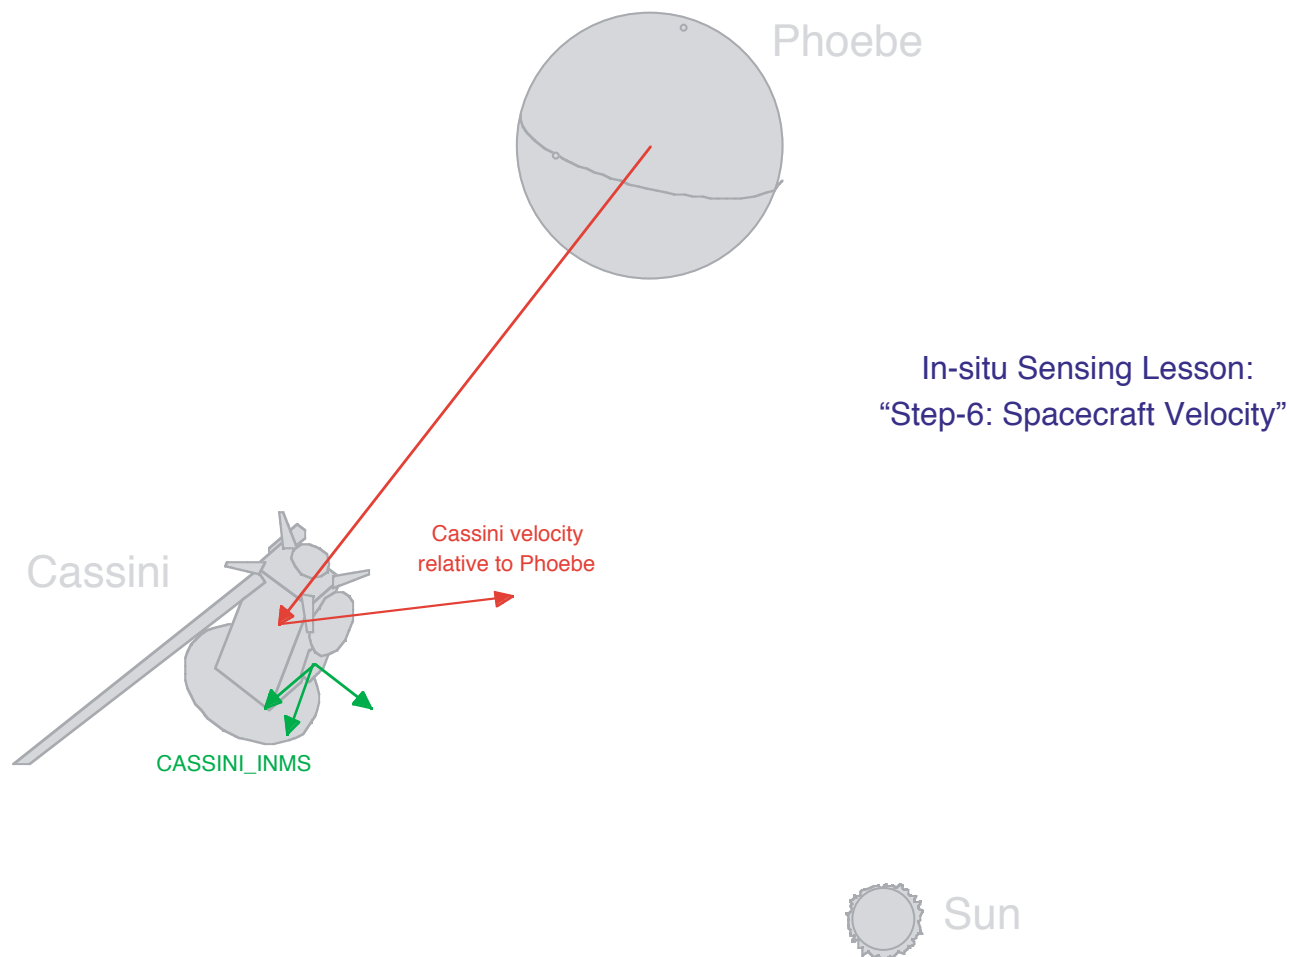 Phoebe
In-situ Sensing Lesson:
“Step-6: Spacecraft Velocity”
Cassini velocity
relative to Phoebe
Cassini
CASSINI_INMS
Sun